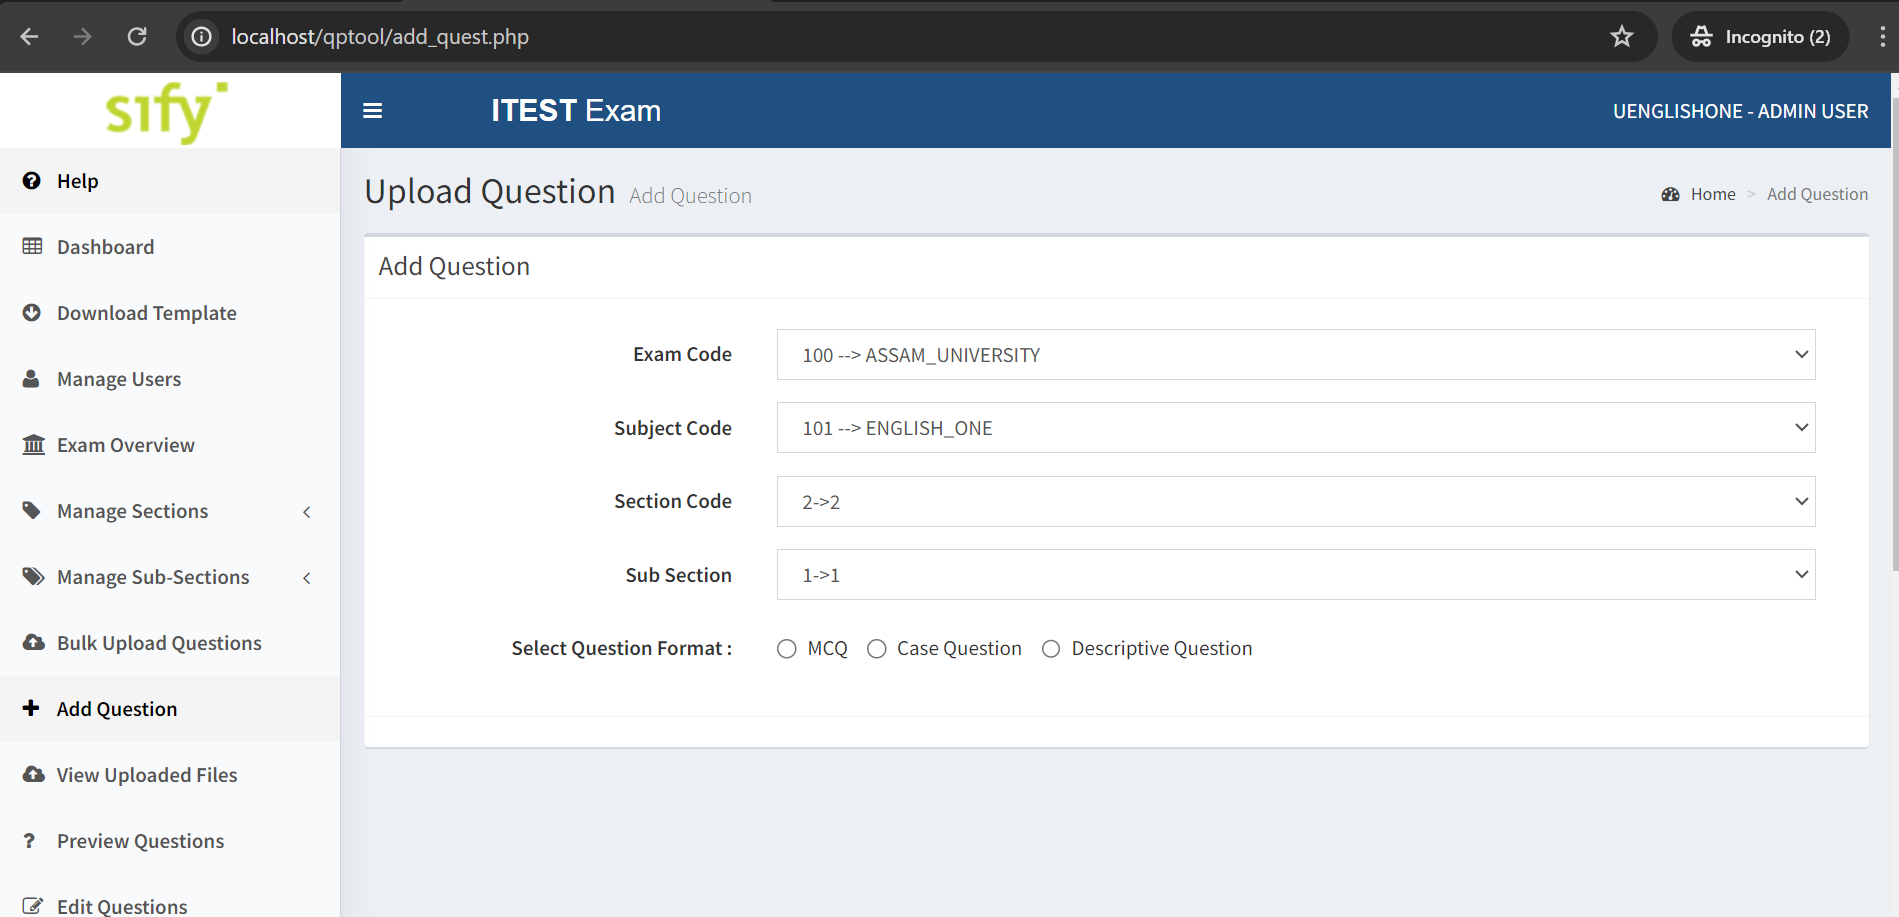 localhost/qptool/add_quest.php
Incognito (2)
sify
ITEST Exam
UENGLISHONE - ADMIN USER
Help
Dashboard
Download Template
Manage Users
Exam Overview
Manage Sections
Manage Sub-Sections
Bulk Upload Questions
Add Question
View Uploaded Files
Preview Questions
Edit Questions
Upload Question Add Question
Home > Add Question
Add Question
Exam Code 100 --> ASSAM_UNIVERSITY
Subject Code 101 --> ENGLISH_ONE
Section Code 2->2
Sub Section 1->1
Select Question Format : MCQ Case Question Descriptive Question